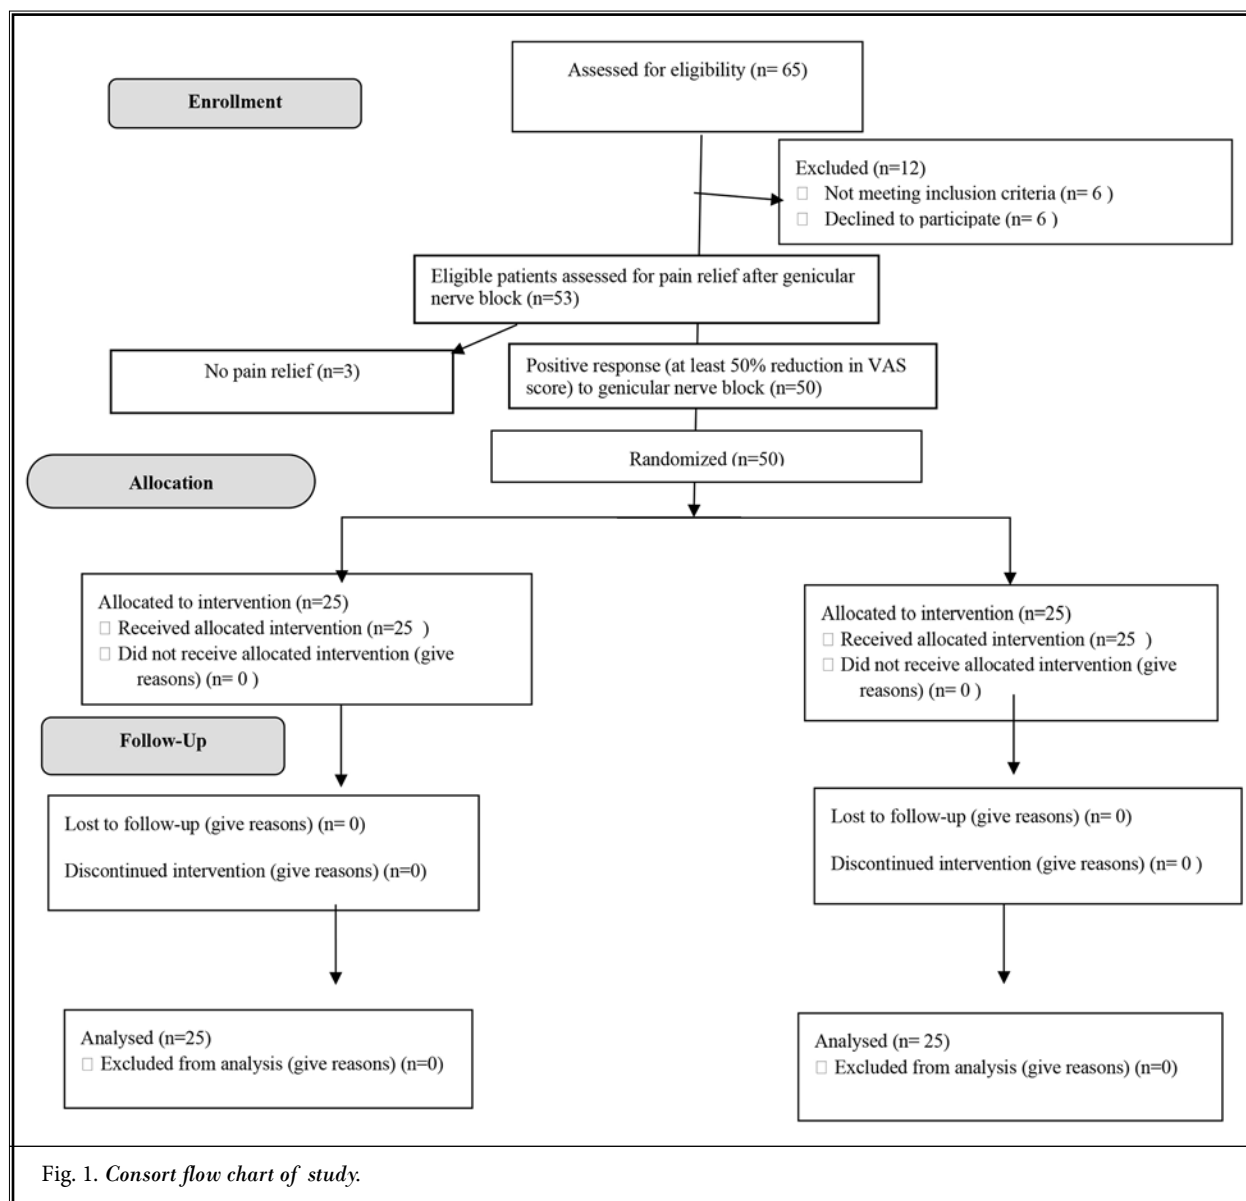 Assessed for eligibility (n= 65)
Enrollment
Excluded (n=12)
□ Not meeting inclusion criteria (n= 6 )
□ Declined to participate (n= 6 )
Eligible patients assessed for pain relief after genicular
nerve block (n=53)
No pain relief (n=3)
Positive response (at least 50% reduction in VAS
score) to genicular nerve block (n=50)
Randomized (n=50)
Allocation
Allocated to intervention (n=25)
□ Received allocated intervention (n=25 )
□ Did not receive allocated intervention (give
reasons) (n= 0 )
Allocated to intervention (n=25)
□ Received allocated intervention (n=25 )
□ Did not receive allocated intervention (give
reasons) (n= 0 )
Follow-Up
Lost to follow-up (give reasons) (n= 0)
Discontinued intervention (give reasons) (n=0)
Lost to follow-up (give reasons) (n= 0)
Discontinued intervention (give reasons) (n= 0 )
Analysed (n=25)
□ Excluded from analysis (give reasons) (n=0)
Analysed (n= 25)
□ Excluded from analysis (give reasons) (n=0)
Fig. 1. Consort flow chart of study.